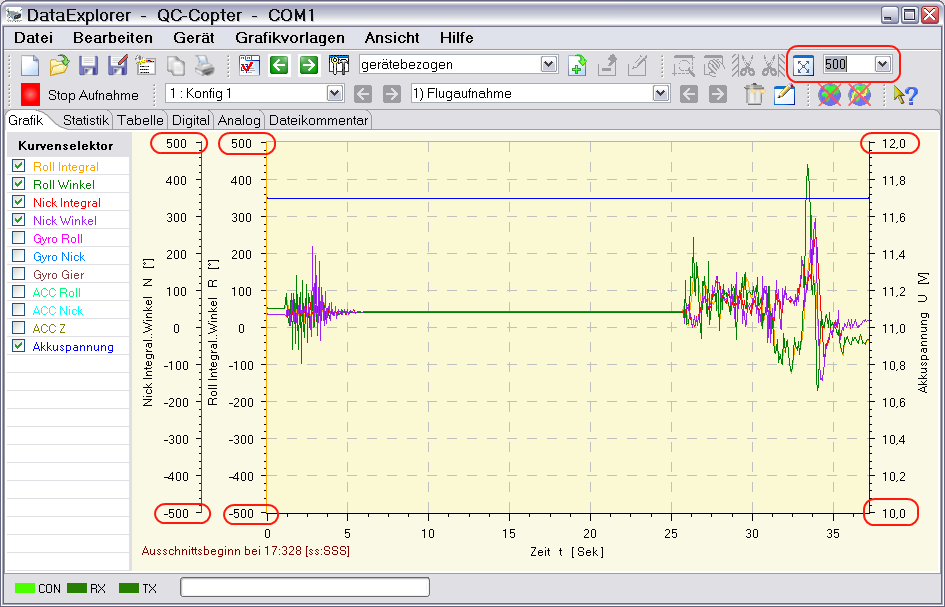 DataExplorer - QC-Copter - COM1
Datei Bearbeiten Gerät Grafikvorlagen Ansicht Hilfe
gerätebezogen 500
Stop Aufnahme 1 : Konfig 1 1) Flugaufnahme
Grafik Statistik Tabelle Digital Analog Dateikommentar
Kurvenselektor
Roll Integral
Roll Winkel
Nick Integral
Nick Winkel
Gyro Roll
Gyro Nick
Gyro Gier
ACC Roll
ACC Nick
ACC Z
Akkuspannung
Nick Integral.Winkel N [°]
500
400
300
200
100
0
-100
-200
-300
-400
-500
Roll Integral.Winkel R [°]
500
400
300
200
100
0
-100
-200
-300
-400
-500
12,0
11,8
11,6
11,4
11,2
11,0
10,8
10,6
10,4
10,2
10,0
Akkuspannung U [V]
0 5 10 15 20 25 30 35
Ausschnittsbeginn bei 17:328 [ss:SSS]
Zeit t [Sek]
CON RX TX